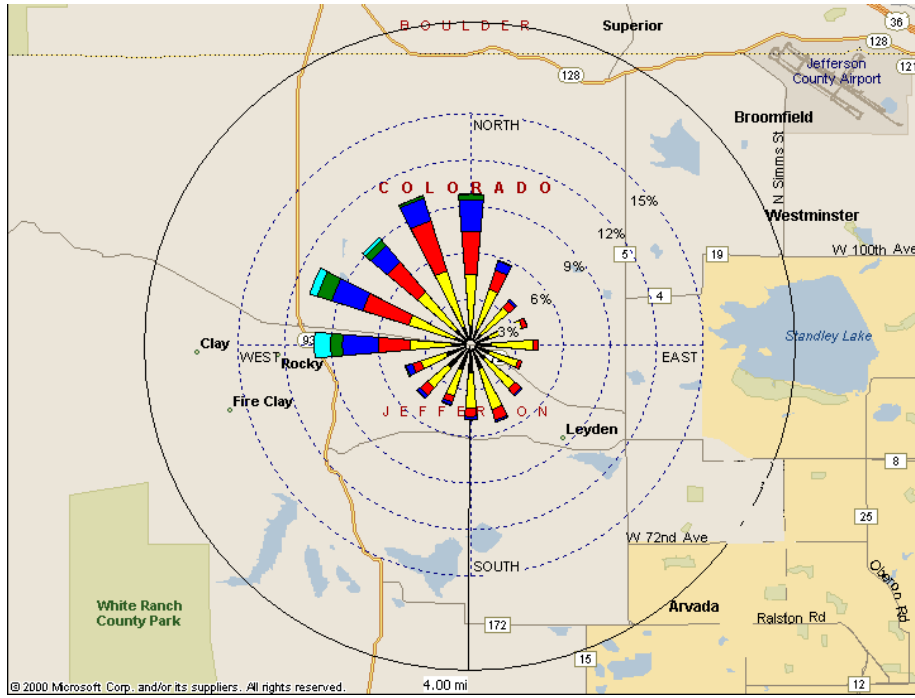 B O U L D E R
Superior
36
128
128
121
Jefferson
County Airport
Broomfield
N Simms St
NORTH
C O L O R A D O
15%
12%
9%
6%
3%
Westminster
W 100th Ave
5
19
4
Standley Lake
Clay
93
WEST
EAST
Rocky
Fire Clay
J E F F E R S O N
Leyden
8
25
W 72nd Ave
SOUTH
Oberon Rd
White Ranch
County Park
Arvada
Ralston Rd
172
15
12
© 2000 Microsoft Corp. and/or its suppliers. All rights reserved.
4.00 mi